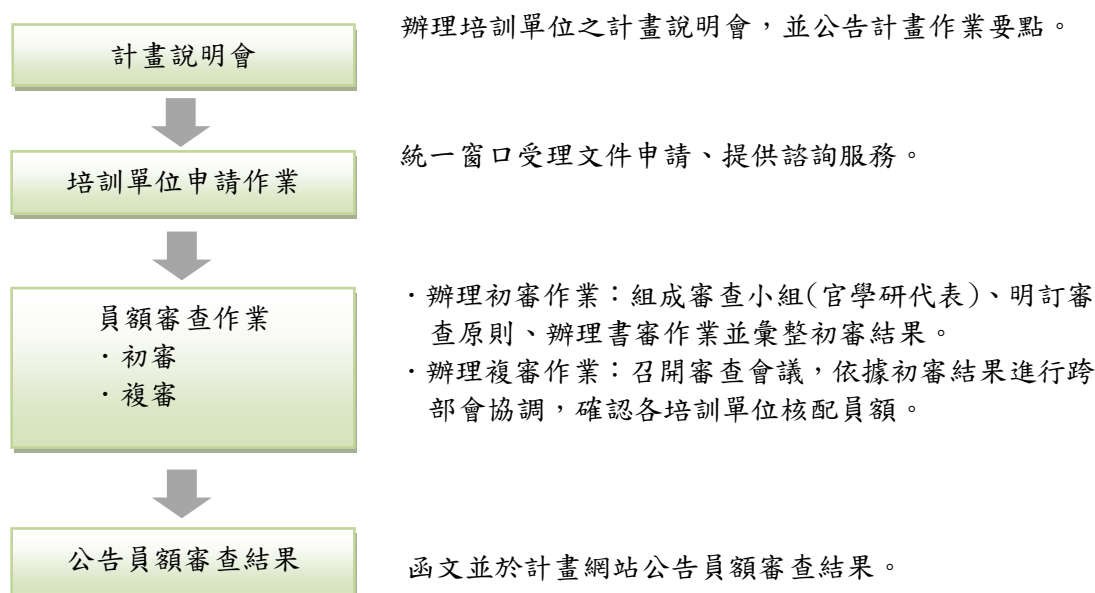 計畫說明會
辦理培訓單位之計畫說明會，並公告計畫作業要點。
培訓單位申請作業
統一窗口受理文件申請、提供諮詢服務。
員額審查作業
．初審
．複審
．辦理初審作業：組成審查小組(官學研代表)、明訂審
查原則、辦理書審作業並彙整初審結果。
．辦理複審作業：召開審查會議，依據初審結果進行跨
部會協調，確認各培訓單位核配員額。
公告員額審查結果
函文並於計畫網站公告員額審查結果。